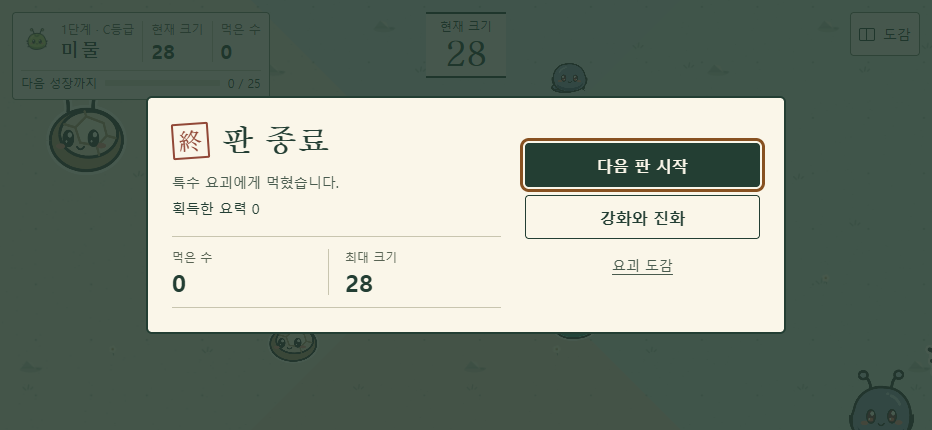 1단계 · C등급
미물
현재 크기
28
먹은 수
0
다음 성장까지
0 / 25
현재 크기
28
도감
終 판 종료
특수 요괴에게 먹혔습니다.
획득한 요력 0
먹은 수
0
최대 크기
28
다음 판 시작
강화와 진화
요괴 도감